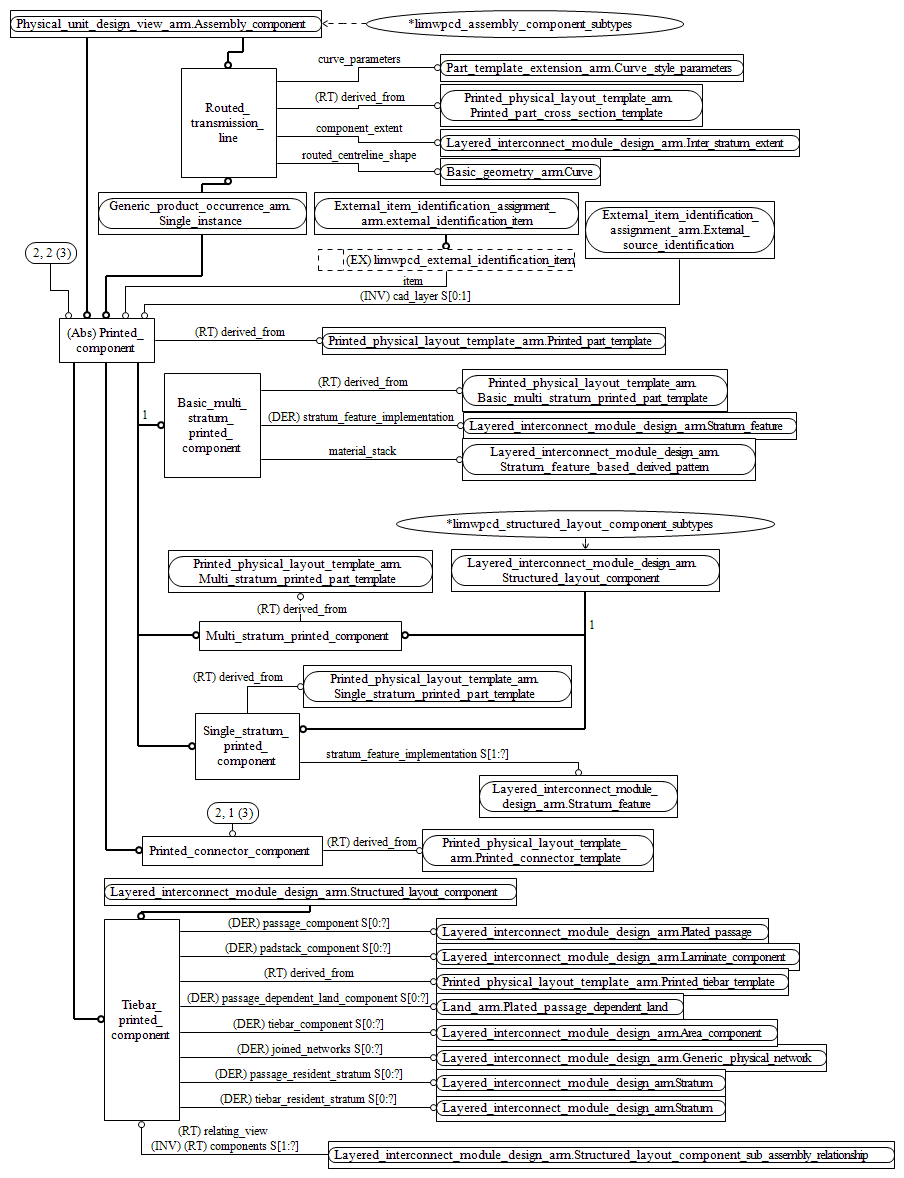 Physical_unit_design_view_arm.Assembly_component
*limwpcd_assembly_component_subtypes
Routed_
transmission_
line
curve_parameters
Part_template_extension_arm.Curve_style_parameters
(RT) derived_from
Printed_physical_layout_template_arm.
Printed_part_cross_section_template
component_extent
Layered_interconnect_module_design_arm.Inter_stratum_extent
routed_centreline_shape
Basic_geometry_arm.Curve
Generic_product_occurrence_arm.
Single_instance
External_item_identification_assignment_
arm.external_identification_item
External_item_identification_
assignment_arm.External_
source_identification
2, 2 (3)
(EX) limwpcd_external_identification_item
item
(INV) cad_layer S[0:1]
(Abs) Printed_
component
(RT) derived_from
Printed_physical_layout_template_arm.Printed_part_template
1
Basic_multi_
stratum_
printed_
component
(RT) derived_from
Printed_physical_layout_template_arm.
Basic_multi_stratum_printed_part_template
(DER) stratum_feature_implementation
Layered_interconnect_module_design_arm.Stratum_feature
material_stack
Layered_interconnect_module_design_arm.
Stratum_feature_based_derived_pattern
*limwpcd_structured_layout_component_subtypes
Printed_physical_layout_template_arm.
Multi_stratum_printed_part_template
Layered_interconnect_module_design_arm.
Structured_layout_component
(RT) derived_from
1
Multi_stratum_printed_component
(RT) derived_from
Printed_physical_layout_template_arm.
Single_stratum_printed_part_template
Single_stratum_
printed_
component
stratum_feature_implementation S[1:?]
Layered_interconnect_module_
design_arm.Stratum_feature
2, 1 (3)
Printed_connector_component
(RT) derived_from
Printed_physical_layout_template_
arm.Printed_connector_template
Layered_interconnect_module_design_arm.Structured_layout_component
Tiebar_
printed_
component
(DER) passage_component S[0:?]
Layered_interconnect_module_design_arm.Plated_passage
(DER) padstack_component S[0:?]
Layered_interconnect_module_design_arm.Laminate_component
(RT) derived_from
Printed_physical_layout_template_arm.Printed_tiebar_template
(DER) passage_dependent_land_component S[0:?]
Land_arm.Plated_passage_dependent_land
(DER) tiebar_component S[0:?]
Layered_interconnect_module_design_arm.Area_component
(DER) joined_networks S[0:?]
Layered_interconnect_module_design_arm.Generic_physical_network
(DER) passage_resident_stratum S[0:?]
Layered_interconnect_module_design_arm.Stratum
(DER) tiebar_resident_stratum S[0:?]
Layered_interconnect_module_design_arm.Stratum
(RT) relating_view
(INV) (RT) components S[1:?]
Layered_interconnect_module_design_arm.Structured_layout_component_sub_assembly_relationship